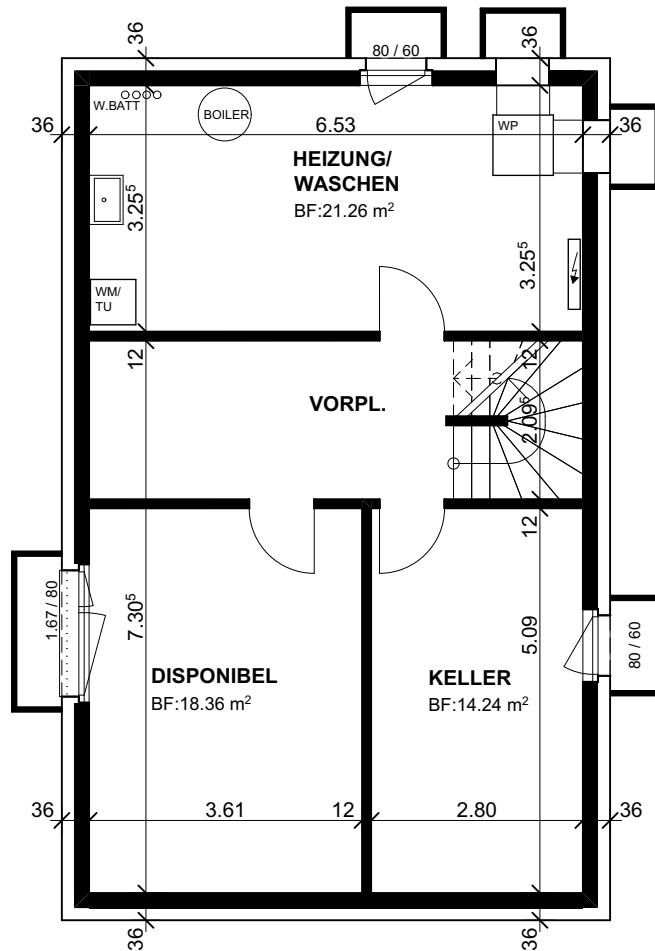 36
36
80 / 60
W.BATT
BOILER
WP
36
6.53
36
HEIZUNG/
WASCHEN
BF:21.26 m²
3.25⁵
3.25⁵
WM/
TU
12
12
VORPL.
2.09⁵
12
1.67 / 80
7.30⁵
5.09
80 / 60
DISPONIBEL
BF:18.36 m²
KELLER
BF:14.24 m²
36
3.61
12
2.80
36
36
36